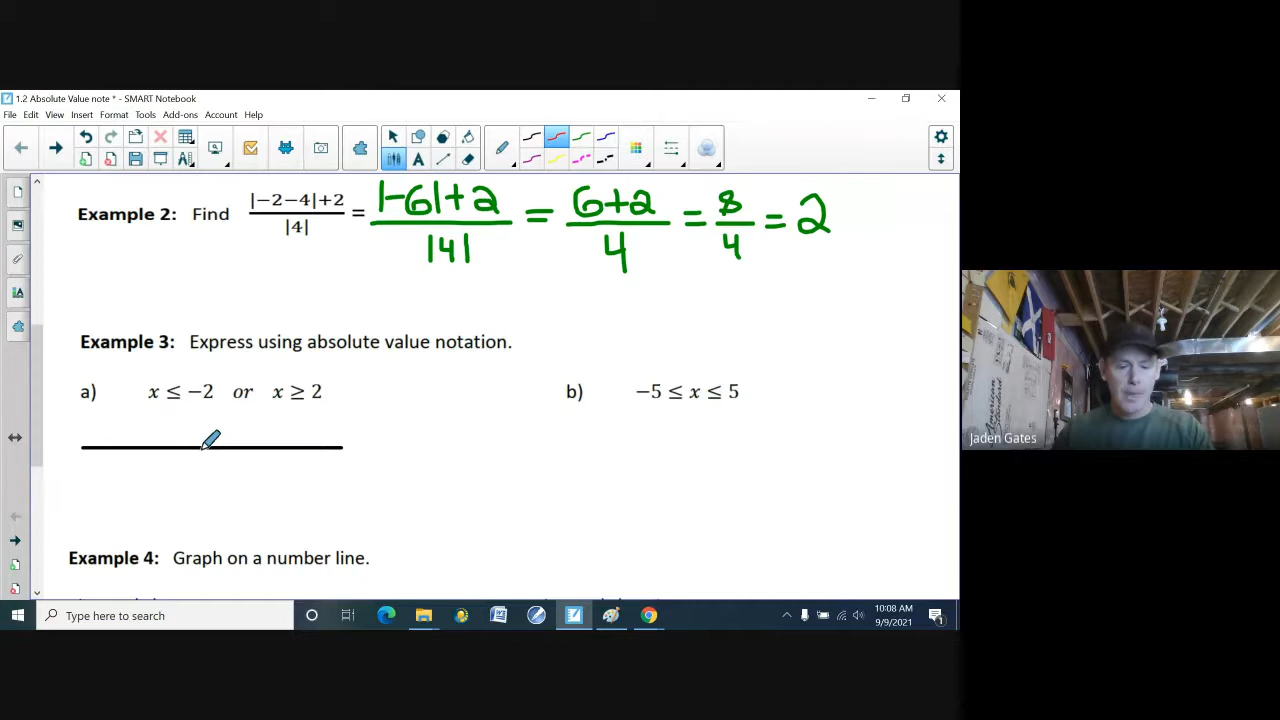 1.2 Absolute Value note * - SMART Notebook
File Edit View Insert Format Tools Add-ons Account Help
Example 2: Find |−2−4|+2 / |4| = |-6|+2 / |4| = 6+2 / 4 = 8 / 4 = 2
Example 3: Express using absolute value notation.
a) x ≤ −2 or x ≥ 2 b) −5 ≤ x ≤ 5
Jaden Gates
Example 4: Graph on a number line.
Type here to search
10:08 AM
9/9/2021